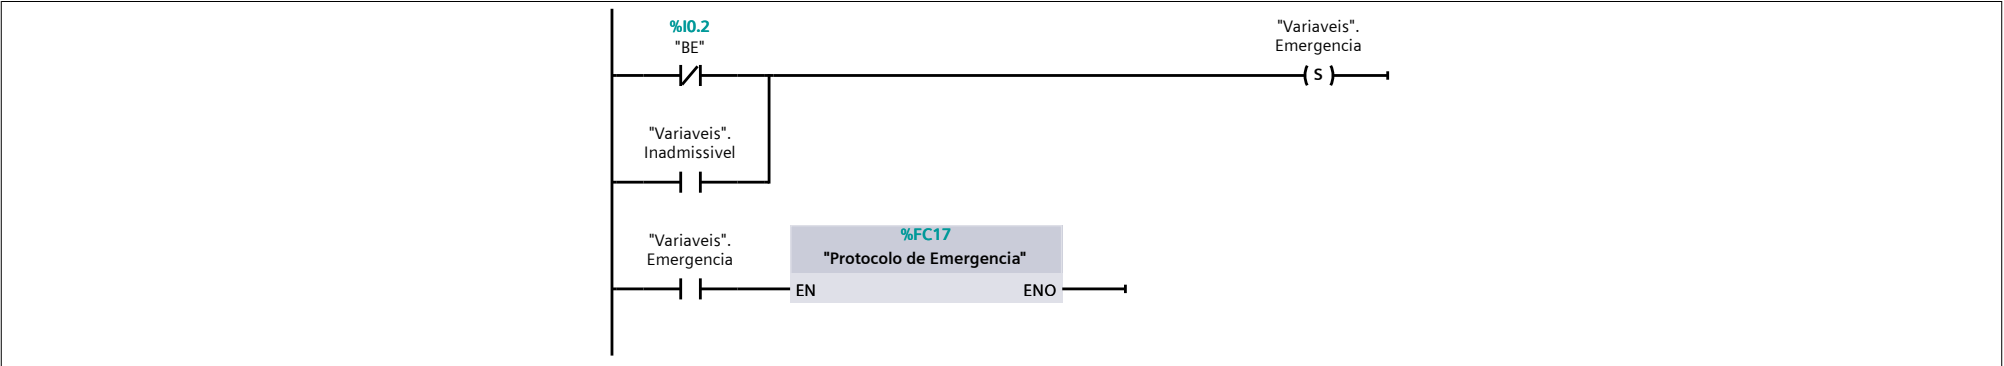 %I0.2
"BE"
"Variaveis".
Emergencia
S
"Variaveis".
Inadmissivel
"Variaveis".
Emergencia
%FC17
"Protocolo de Emergencia"
EN
ENO